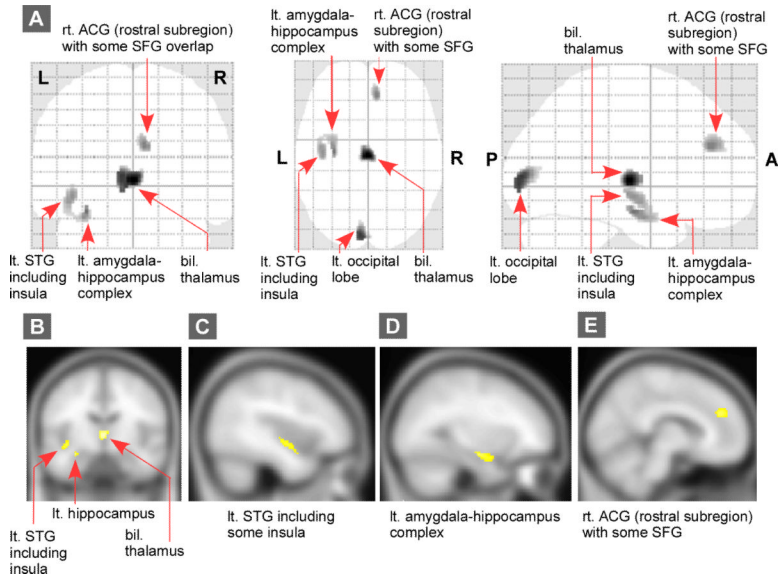 A
rt. ACG (rostral subregion)
with some SFG overlap
L
R
lt. STG
including
insula
lt. amygdala-
hippocampus
complex
bil.
thalamus
lt. amygdala-
hippocampus
complex
rt. ACG (rostral
subregion)
with some SFG
L
R
lt. STG
including
insula
lt. occipital
lobe
bil.
thalamus
bil.
thalamus
rt. ACG (rostral
subregion)
with some SFG
P
A
lt. occipital
lobe
lt. STG
including
insula
lt. amygdala-
hippocampus
complex
B
lt. hippocampus
lt. STG
including
insula
bil.
thalamus
C
lt. STG including
some insula
D
lt. amygdala-hippocampus
complex
E
rt. ACG (rostral subregion)
with some SFG